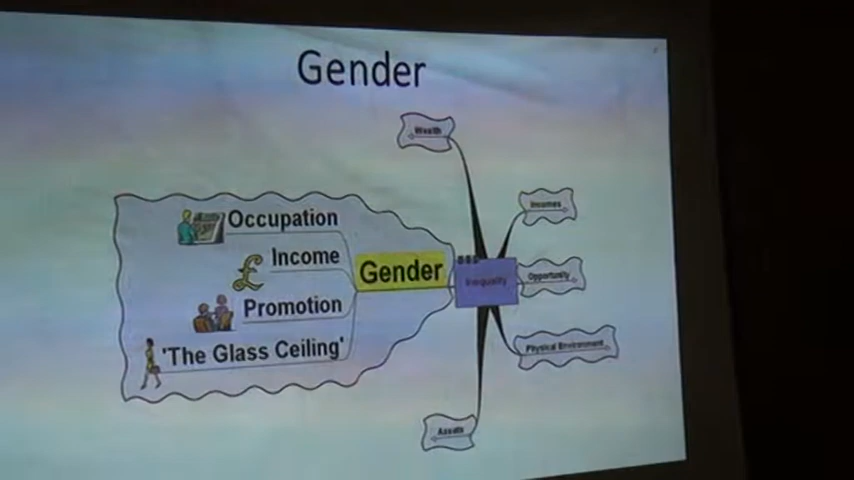 Gender
Wealth
Occupation
Income
Gender
Promotion
'The Glass Ceiling'
Inequality
Incomes
Opportunity
Physical Environment
Assets